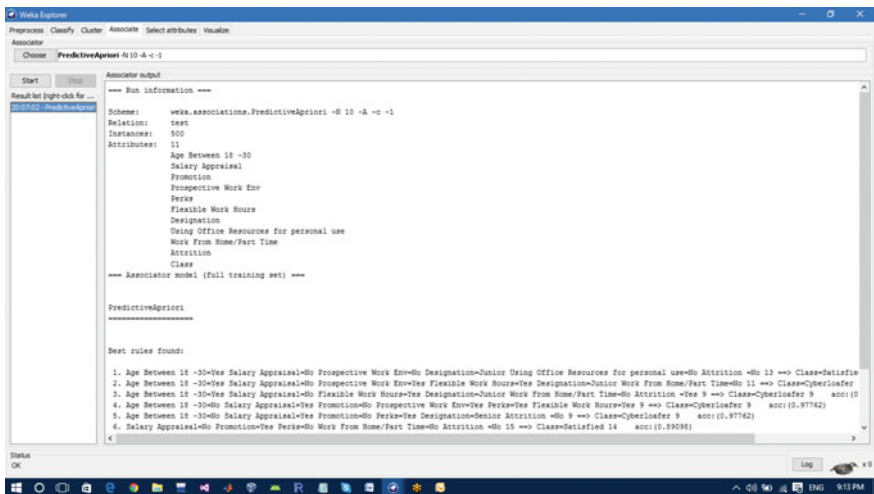 Weka Explorer
Preprocess Classify Cluster Associate Select attributes Visualize
Associator
Choose PredictiveApriori -N 10 -A -c -1
Start Stop
Associator output
Result list (right-click for ....
20:07:02 - PredictiveApriori
=== Run information ===
Scheme: weka.associations.PredictiveApriori -N 10 -A -c -1
Relation: test
Instances: 500
Attributes: 11
Age Between 18 -30
Salary Appraisal
Promotion
Prospective Work Env
Perks
Flexible Work Hours
Designation
Using Office Resources for personal use
Work From Home/Part Time
Attrition
Class
=== Associator model (full training set) ===
PredictiveApriori
===================
Best rules found:
1. Age Between 18 -30=Yes Salary Appraisal=No Prospective Work Env=No Designation=Junior Using Office Resources for personal use=No Attrition =No 13 ==> Class=Satisfie
2. Age Between 18 -30=Yes Salary Appraisal=No Prospective Work Env=Yes Flexible Work Hours=Yes Designation=Junior Work From Home/Part Time=No 11 ==> Class=Cyberloafer
3. Age Between 18 -30=Yes Salary Appraisal=No Flexible Work Hours=Yes Designation=Junior Work From Home/Part Time=No Attrition =Yes 9 ==> Class=Cyberloafer 9 acc:(0
4. Age Between 18 -30=No Salary Appraisal=Yes Promotion=No Prospective Work Env=Yes Perks=Yes Flexible Work Hours=Yes 9 ==> Class=Cyberloafer 9 acc:(0.97762)
5. Age Between 18 -30=No Salary Appraisal=Yes Promotion=No Perks=Yes Designation=Senior Attrition =No 9 ==> Class=Cyberloafer 9 acc:(0.97762)
6. Salary Appraisal=No Promotion=Yes Perks=No Work From Home/Part Time=No Attrition =No 15 ==> Class=Satisfied 14 acc:(0.89098)
Status
OK
Log x 0
ENG 9:13 PM